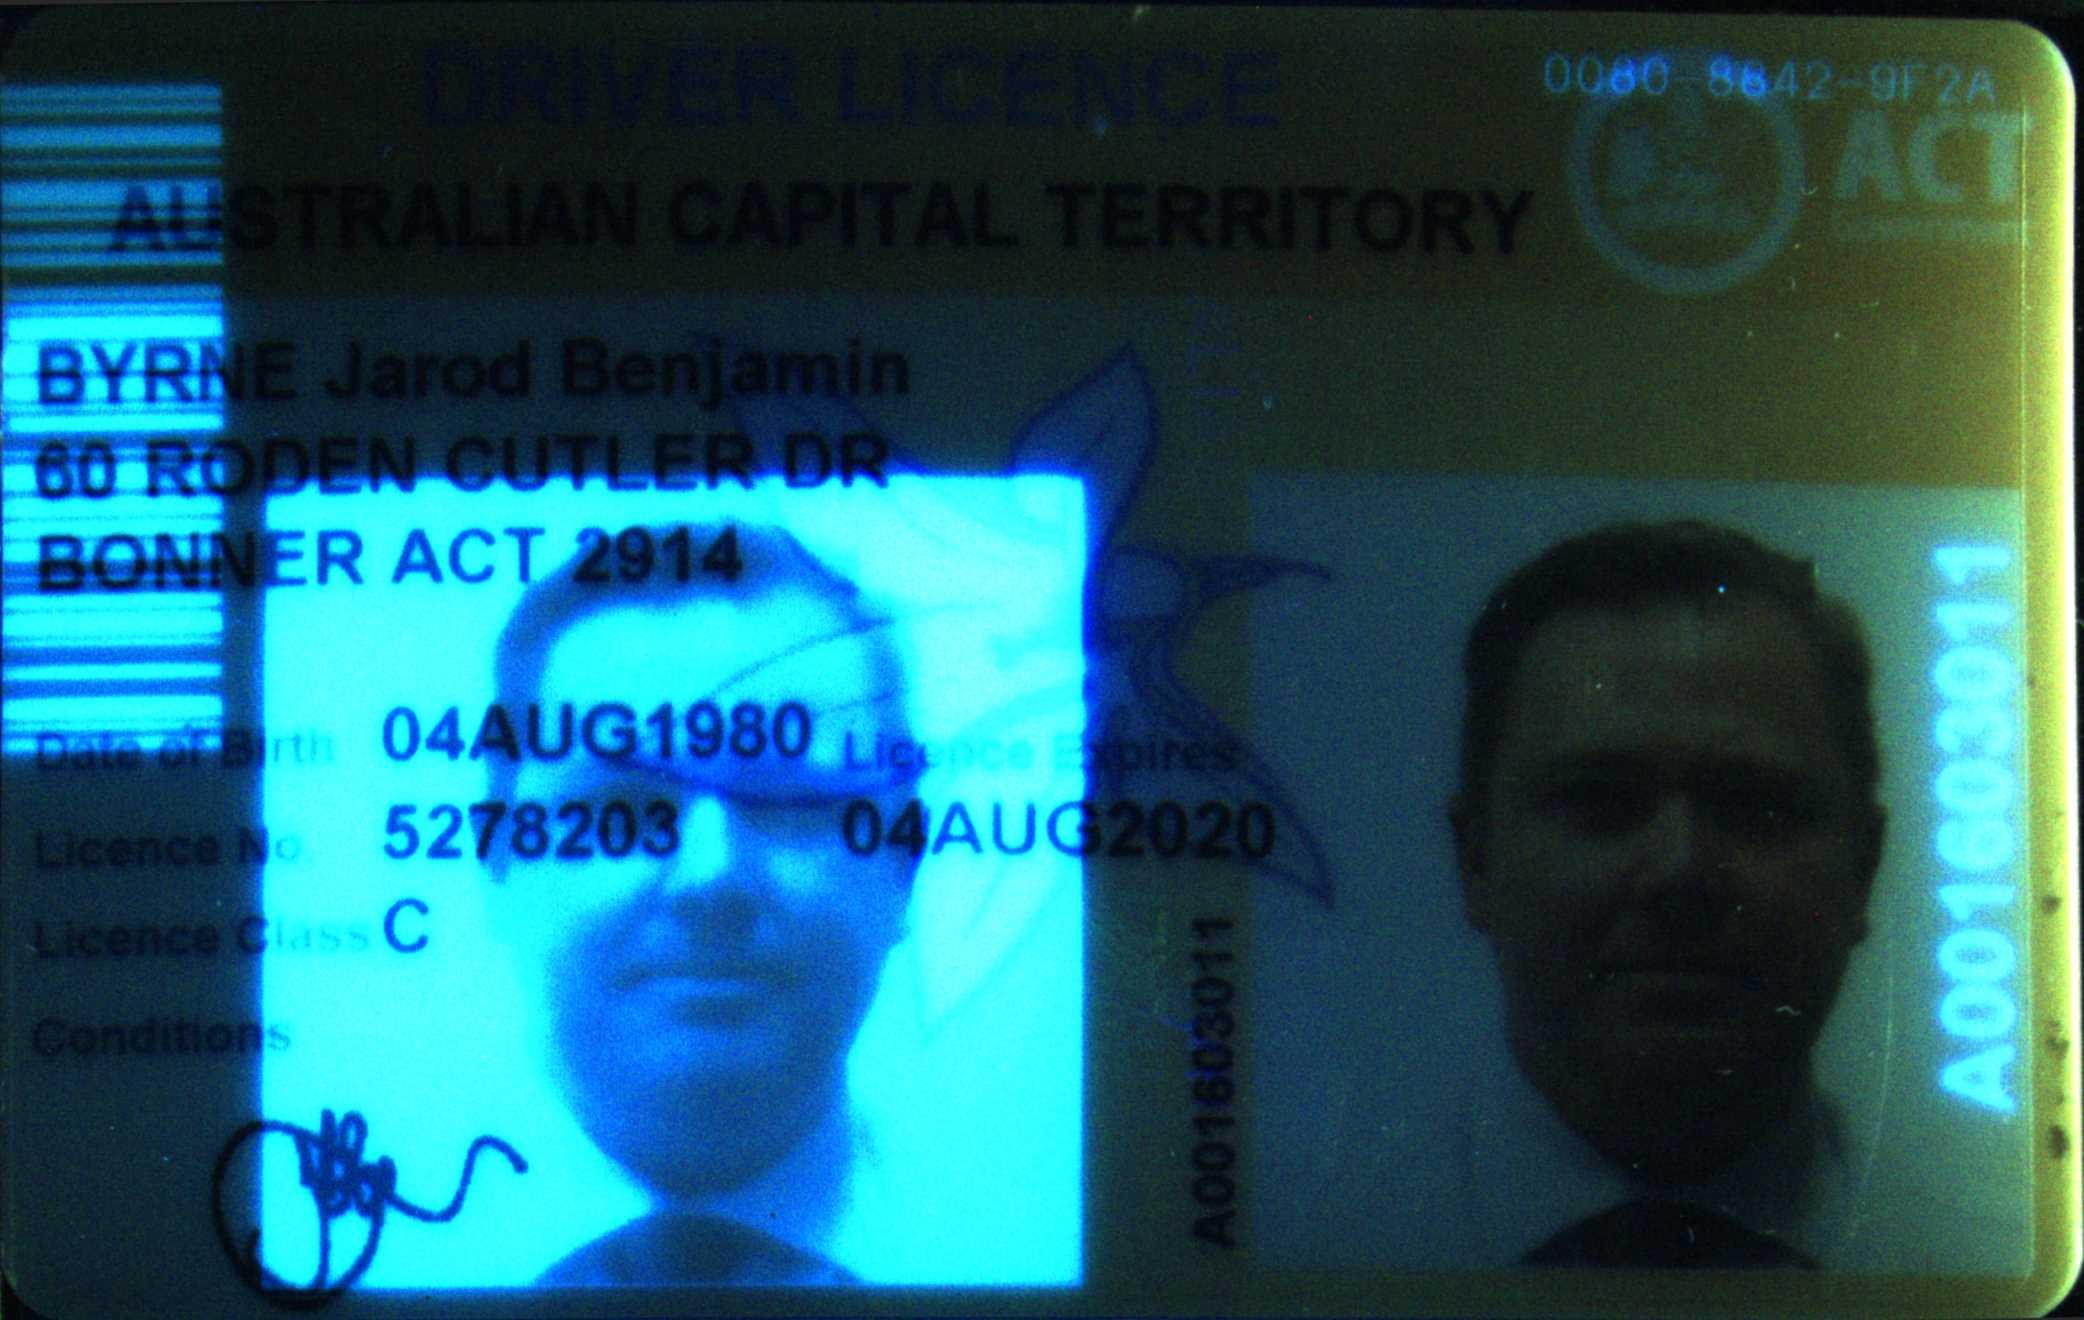 DRIVER LICENCE
0080-8842-9F2A
ACT
Government
AUSTRALIAN CAPITAL TERRITORY
BYRNE Jarod Benjamin
60 RODEN CUTLER DR
BONNER ACT 2914
Date of Birth 04AUG1980 Licence Expires
Licence No. 5278203 04AUG2020
Licence Class C
Conditions
A001603011
A001603011